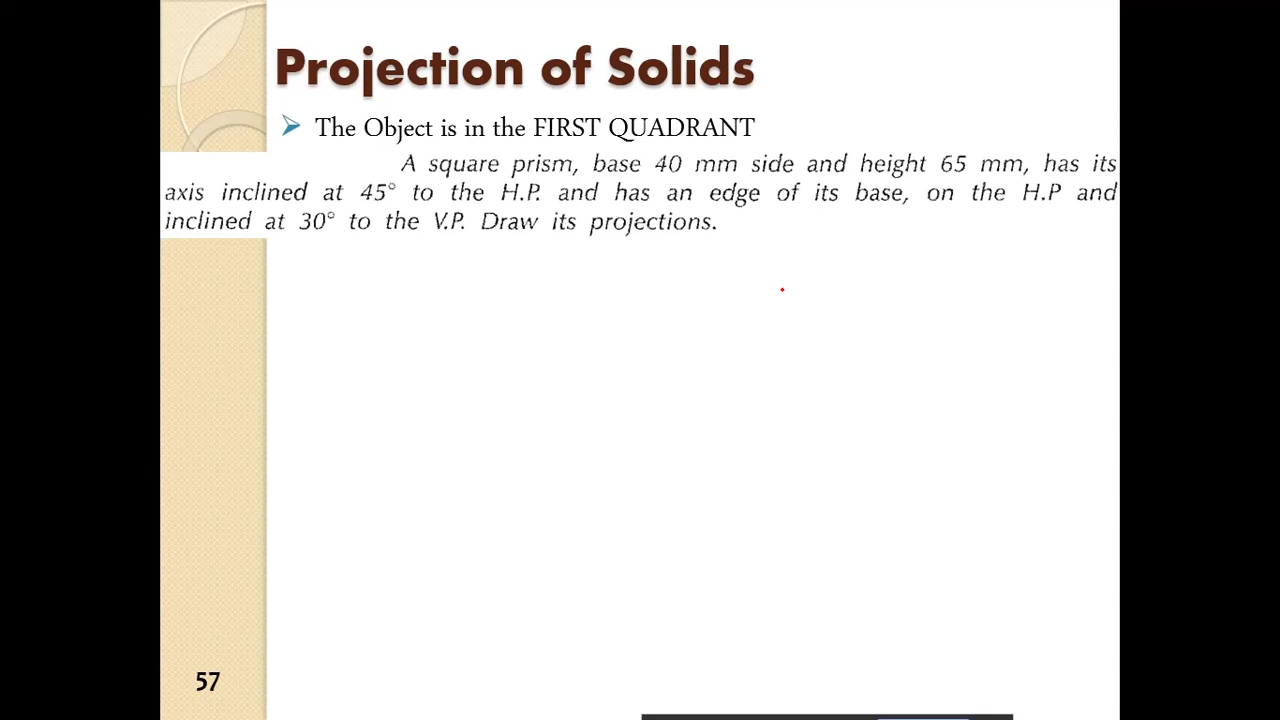 Projection of Solids
The Object is in the FIRST QUADRANT
A square prism, base 40 mm side and height 65 mm, has its
axis inclined at 45° to the H.P. and has an edge of its base, on the H.P and
inclined at 30° to the V.P. Draw its projections.
57